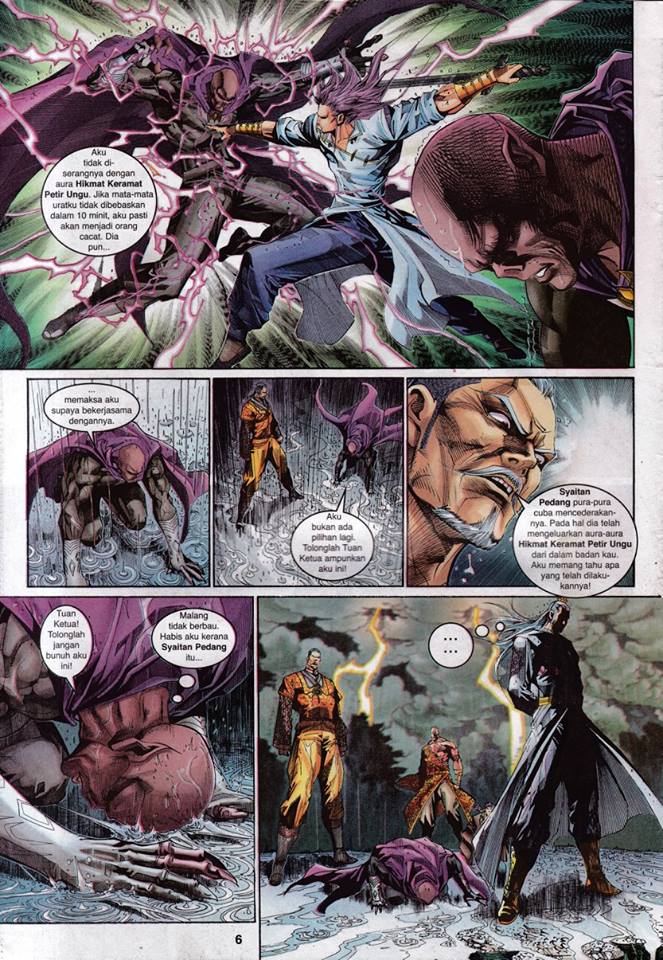 Aku
tidak di-
serangnya dengan
aura Hikmat Keramat
Petir Ungu. Jika mata-mata
uratku tidak dibebaskan
dalam 10 minit, aku pasti
akan menjadi orang
cacat. Dia
pun...
...
memaksa aku
supaya bekerjasama
dengannya.
Aku
bukan ada
pilihan lagi.
Tolonglah Tuan
Ketua ampunkan
aku ini!
Syaitan
Pedang pura-pura
cuba mencederakan-
nya. Pada hal dia telah
mengeluarkan aura-aura
Hikmat Keramat Petir Ungu
dari dalam badan kau.
Aku memang tahu apa
yang telah dilaku-
kannya!
Tuan
Ketua!
Tolonglah
jangan
bunuh aku
ini!
Malang
tidak berbau.
Habis aku kerana
Syaitan Pedang
itu...
...
...
6